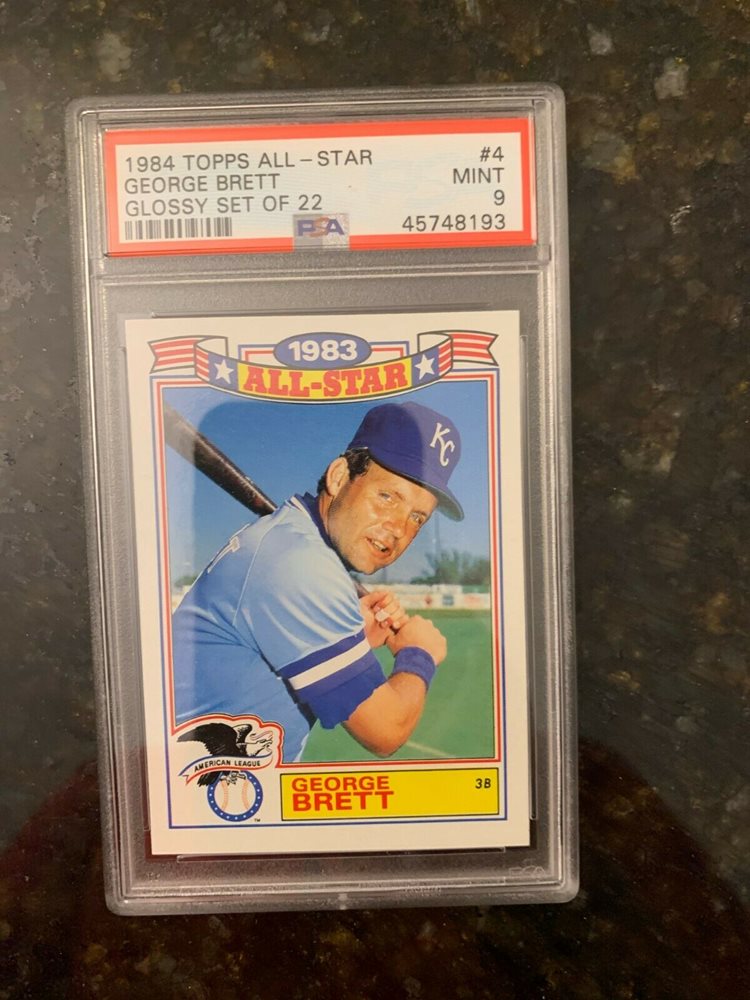 1984 TOPPS ALL-STAR #4
GEORGE BRETT MINT
GLOSSY SET OF 22 9
PSA 45748193
1983
ALL-STAR
KC
AMERICAN LEAGUE
TM
GEORGE
BRETT
3B